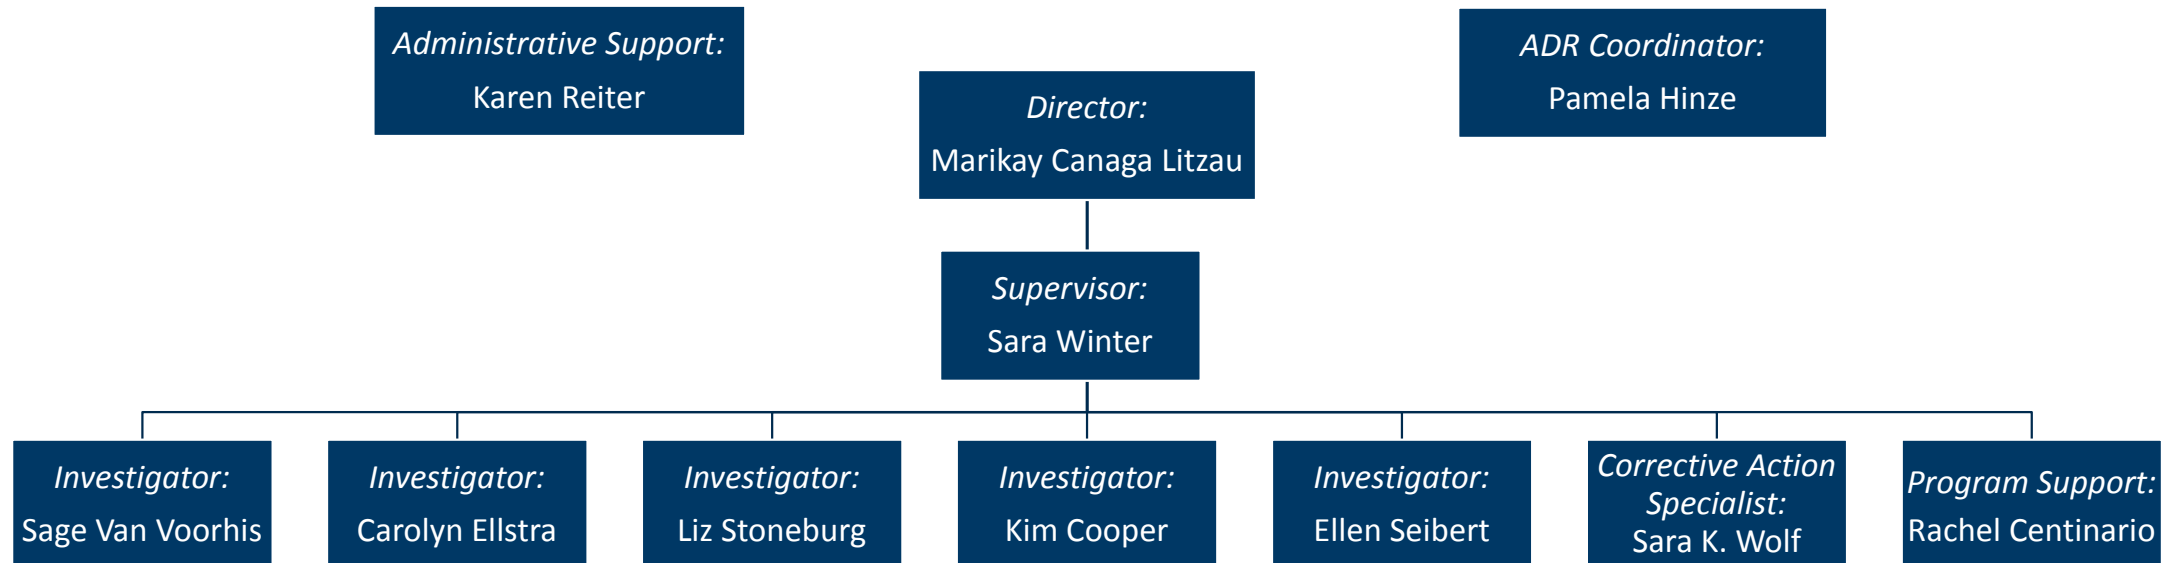 Administrative Support:
Karen Reiter
ADR Coordinator:
Pamela Hinze
Director:
Marikay Canaga Litzau
Supervisor:
Sara Winter
Investigator:
Sage Van Voorhis
Investigator:
Carolyn Ellstra
Investigator:
Liz Stoneburg
Investigator:
Kim Cooper
Investigator:
Ellen Seibert
Corrective Action
Specialist:
Sara K. Wolf
Program Support:
Rachel Centinario